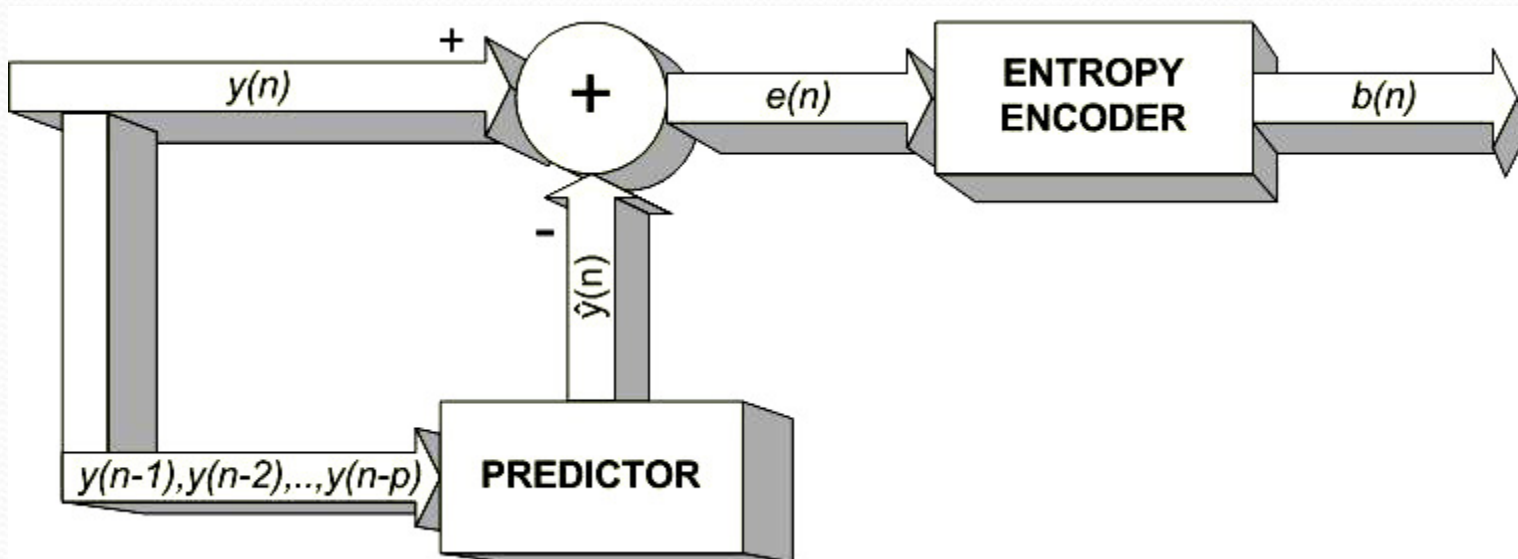 +
y(n)
+
e(n)
ENTROPY
ENCODER
b(n)
-
ŷ(n)
y(n-1),y(n-2),..,y(n-p)
PREDICTOR